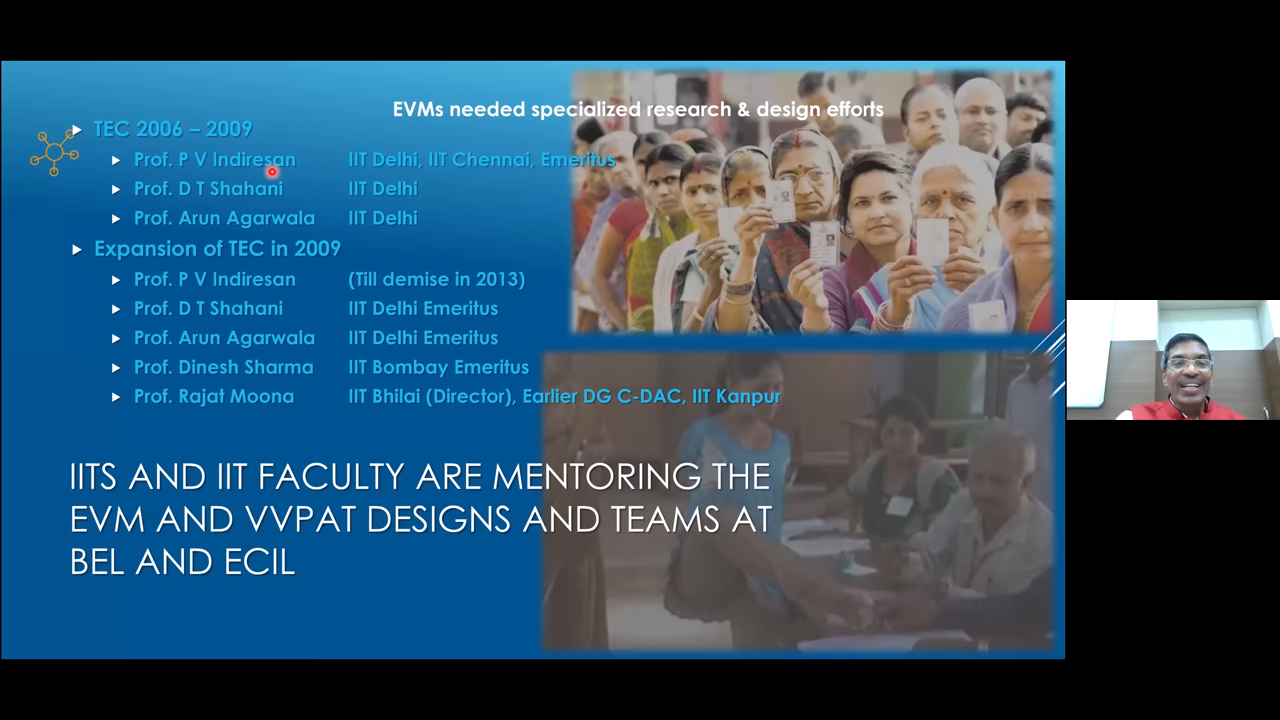 EVMs needed specialized research & design efforts
TEC 2006 – 2009
Prof. P V Indiresan IIT Delhi, IIT Chennai, Emeritus
Prof. D T Shahani IIT Delhi
Prof. Arun Agarwala IIT Delhi
Expansion of TEC in 2009
Prof. P V Indiresan (Till demise in 2013)
Prof. D T Shahani IIT Delhi Emeritus
Prof. Arun Agarwala IIT Delhi Emeritus
Prof. Dinesh Sharma IIT Bombay Emeritus
Prof. Rajat Moona IIT Bhilai (Director), Earlier DG C-DAC, IIT Kanpur
IITS AND IIT FACULTY ARE MENTORING THE
EVM AND VVPAT DESIGNS AND TEAMS AT
BEL AND ECIL